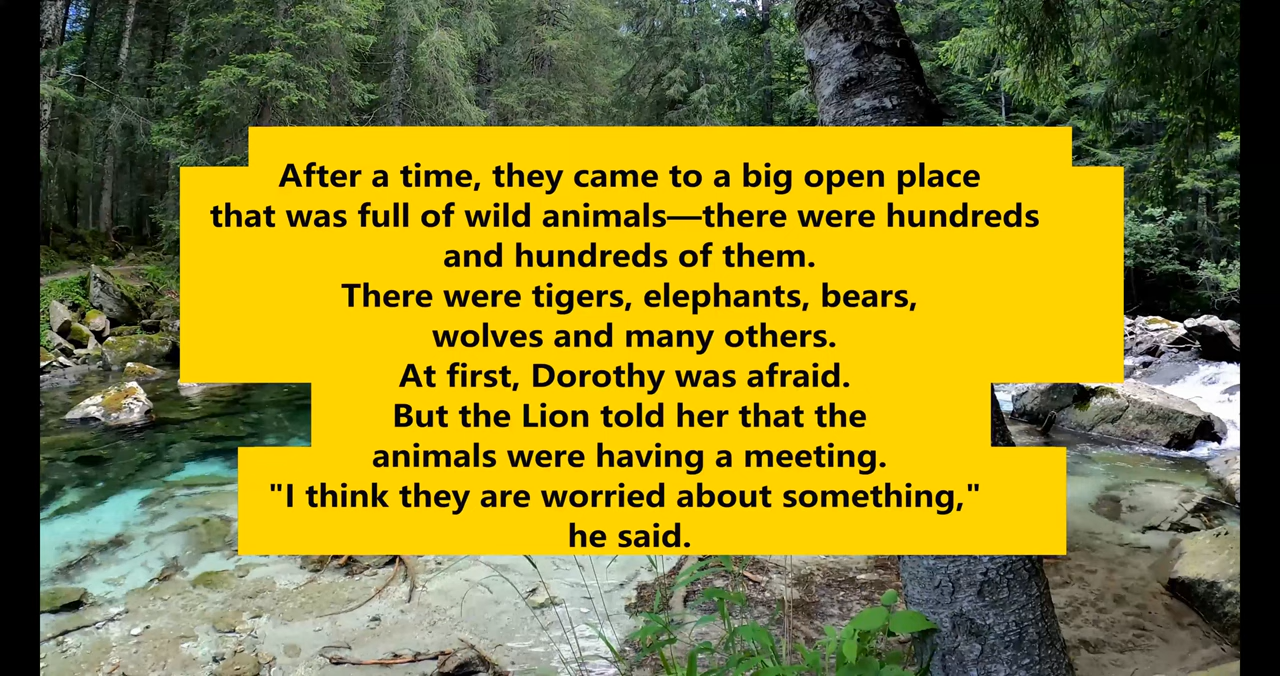 After a time, they came to a big open place
that was full of wild animals—there were hundreds
and hundreds of them.
There were tigers, elephants, bears,
wolves and many others.
At first, Dorothy was afraid.
But the Lion told her that the
animals were having a meeting.
"I think they are worried about something,"
he said.